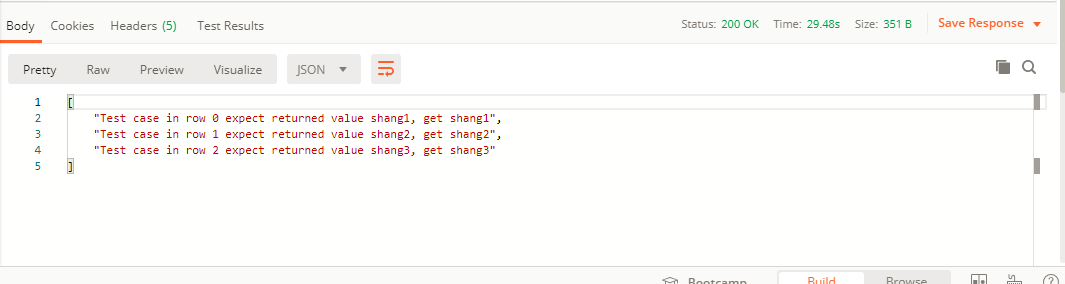 Body Cookies Headers (5) Test Results Status: 200 OK Time: 29.48s Size: 351 B Save Response
Pretty Raw Preview Visualize JSON
1 [
2 "Test case in row 0 expect returned value shang1, get shang1",
3 "Test case in row 1 expect returned value shang2, get shang2",
4 "Test case in row 2 expect returned value shang3, get shang3"
5 ]
Bootcamp Build Browse